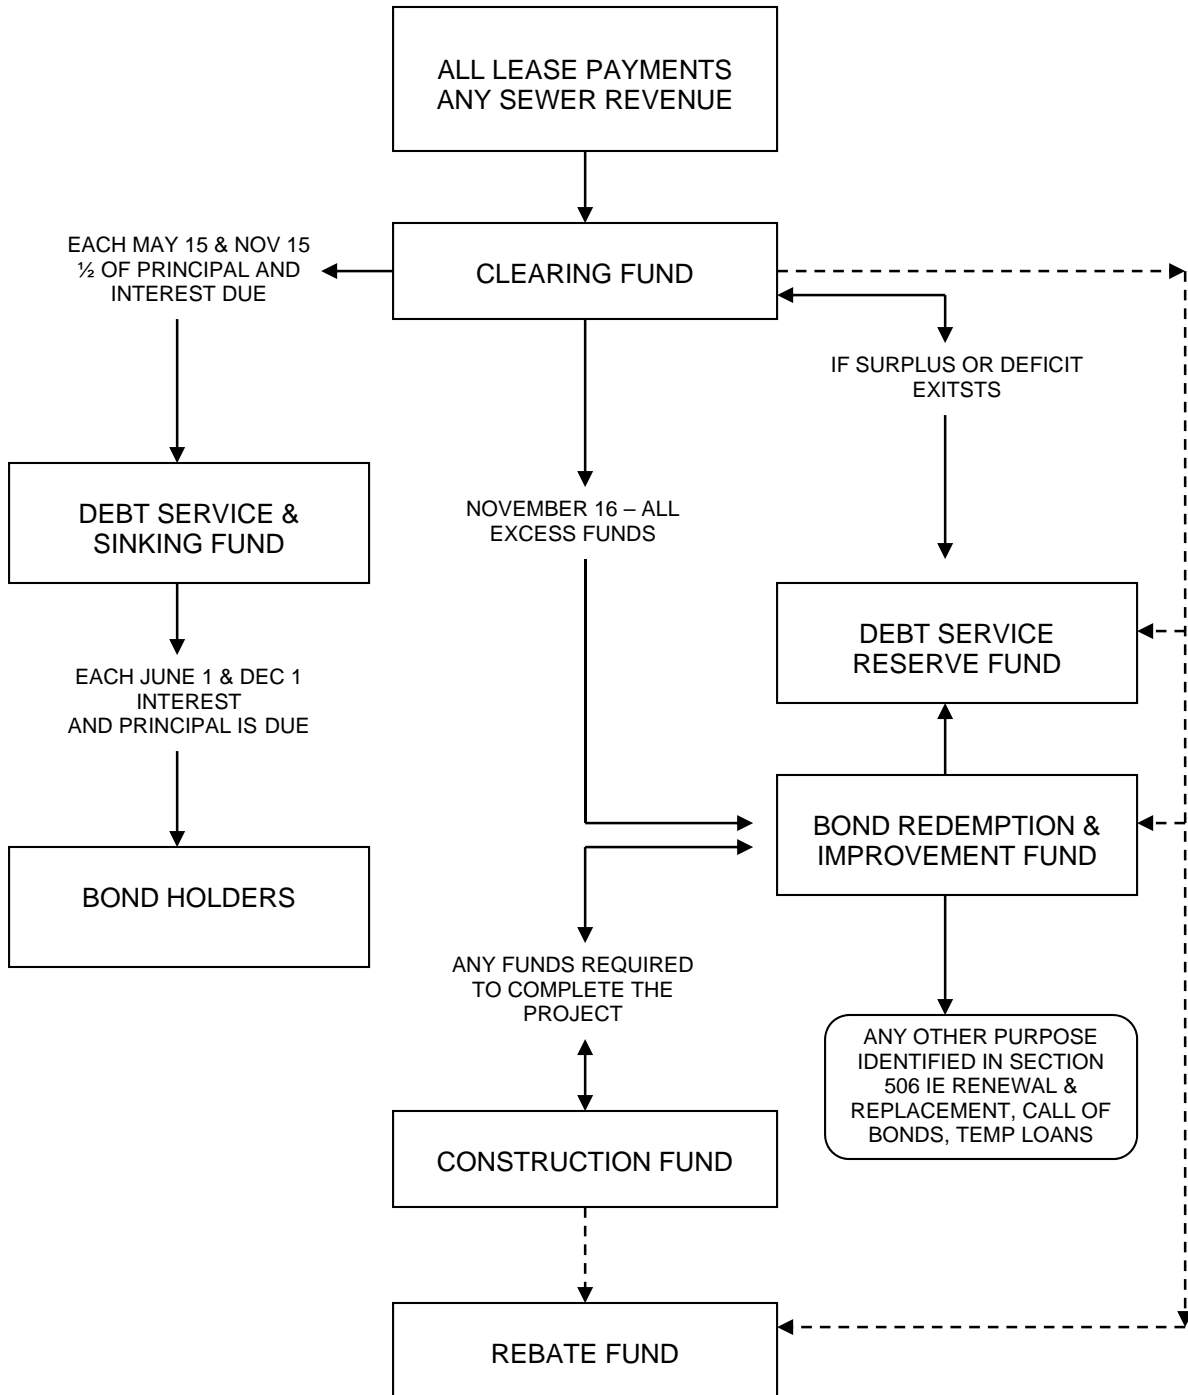 ALL LEASE PAYMENTS
ANY SEWER REVENUE
CLEARING FUND
EACH MAY 15 & NOV 15
½ OF PRINCIPAL AND
INTEREST DUE
IF SURPLUS OR DEFICIT
EXITSTS
DEBT SERVICE &
SINKING FUND
NOVEMBER 16 – ALL
EXCESS FUNDS
DEBT SERVICE
RESERVE FUND
EACH JUNE 1 & DEC 1
INTEREST
AND PRINCIPAL IS DUE
BOND REDEMPTION &
IMPROVEMENT FUND
BOND HOLDERS
ANY FUNDS REQUIRED
TO COMPLETE THE
PROJECT
ANY OTHER PURPOSE
IDENTIFIED IN SECTION
506 IE RENEWAL &
REPLACEMENT, CALL OF
BONDS, TEMP LOANS
CONSTRUCTION FUND
REBATE FUND